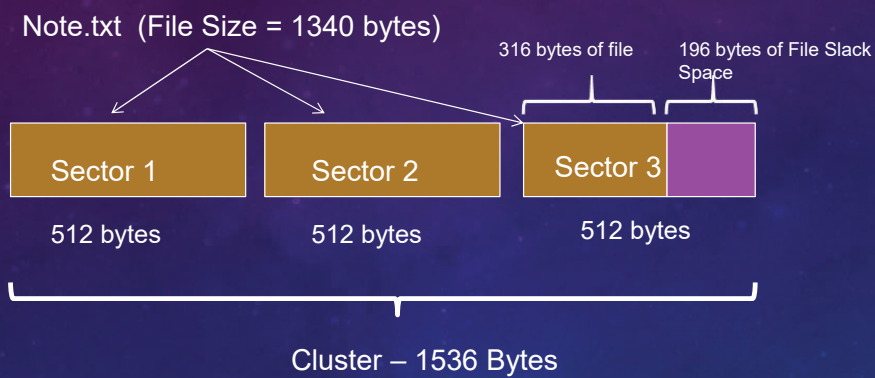 Note.txt (File Size = 1340 bytes)
316 bytes of file
196 bytes of File Slack
Space
Sector 1
Sector 2
Sector 3
512 bytes
512 bytes
512 bytes
Cluster – 1536 Bytes